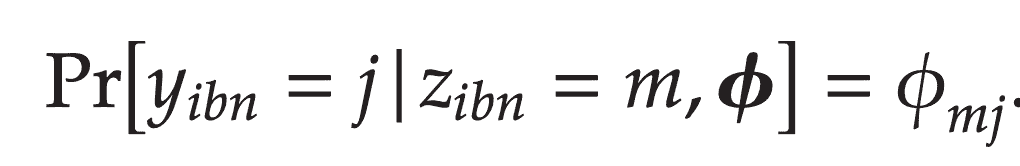 Pr[y_{ibn} = j | z_{ibn} = m, ϕ] = ϕ_{mj}.